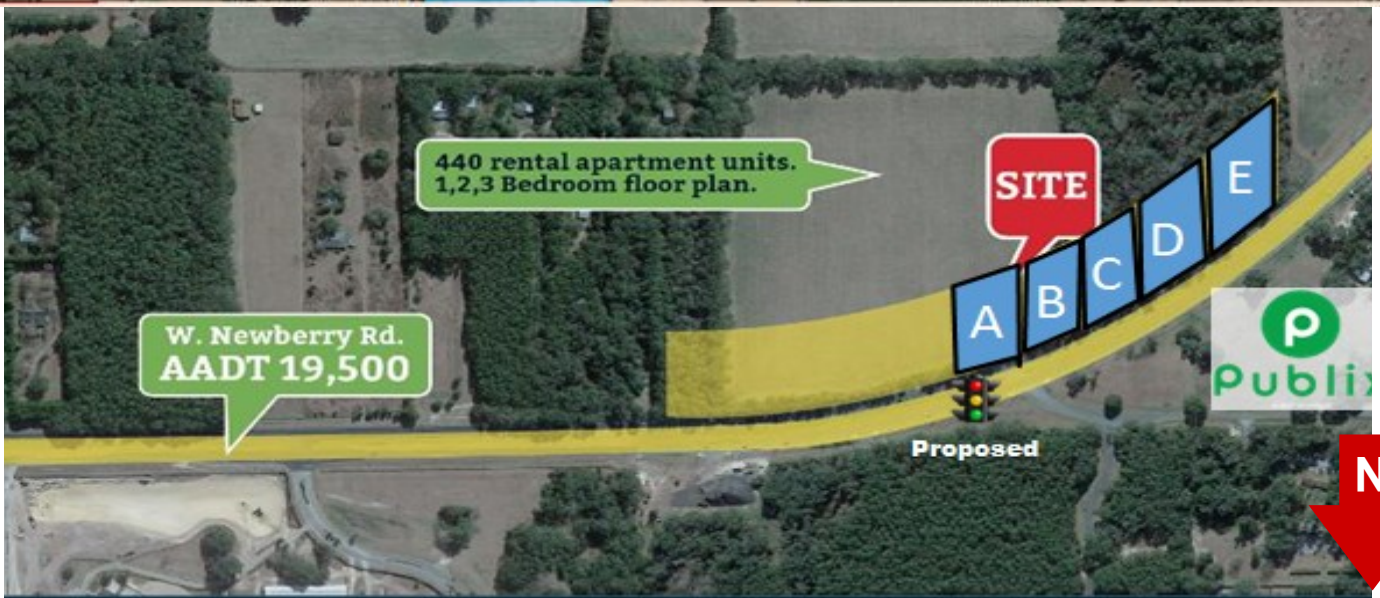 440 rental apartment units.
1,2,3 Bedroom floor plan.
SITE
E
D
C
B
A
W. Newberry Rd.
AADT 19,500
Publix
Proposed
N